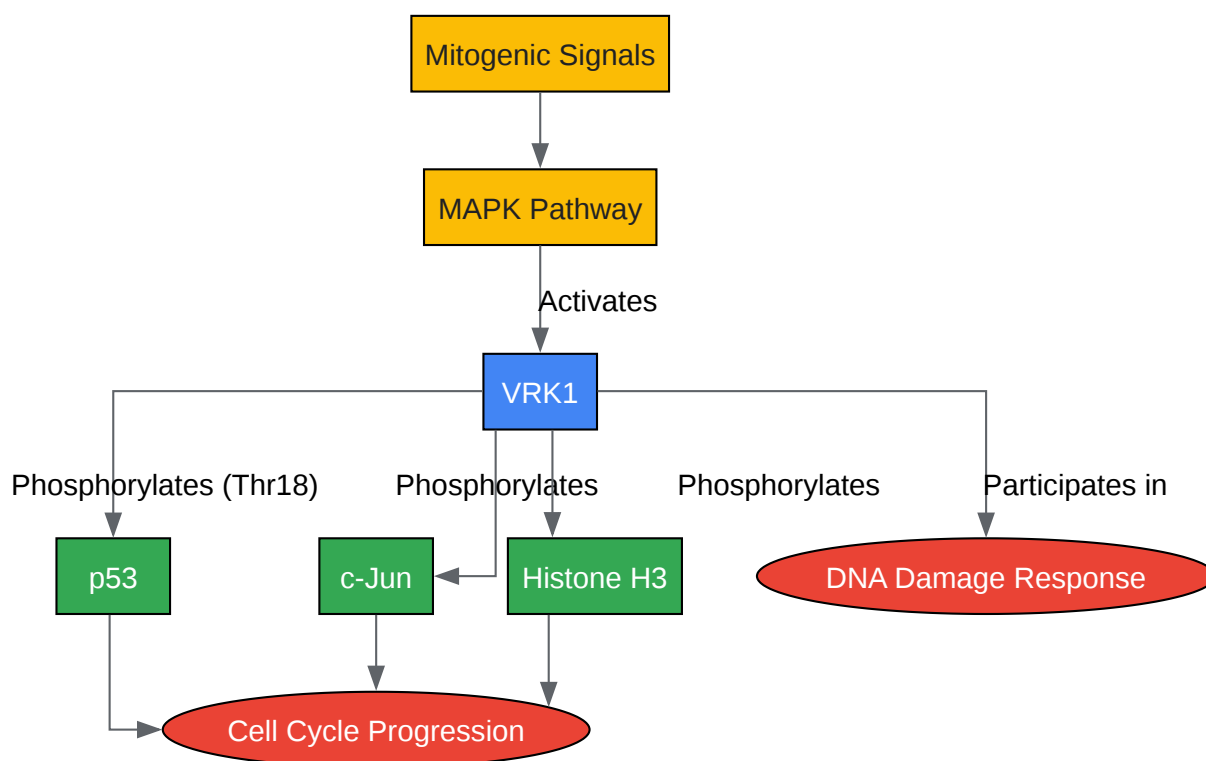 Mitogenic Signals
MAPK Pathway
Activates
VRK1
Phosphorylates (Thr18)
Phosphorylates
Phosphorylates
Participates in
p53
c-Jun
Histone H3
DNA Damage Response
Cell Cycle Progression